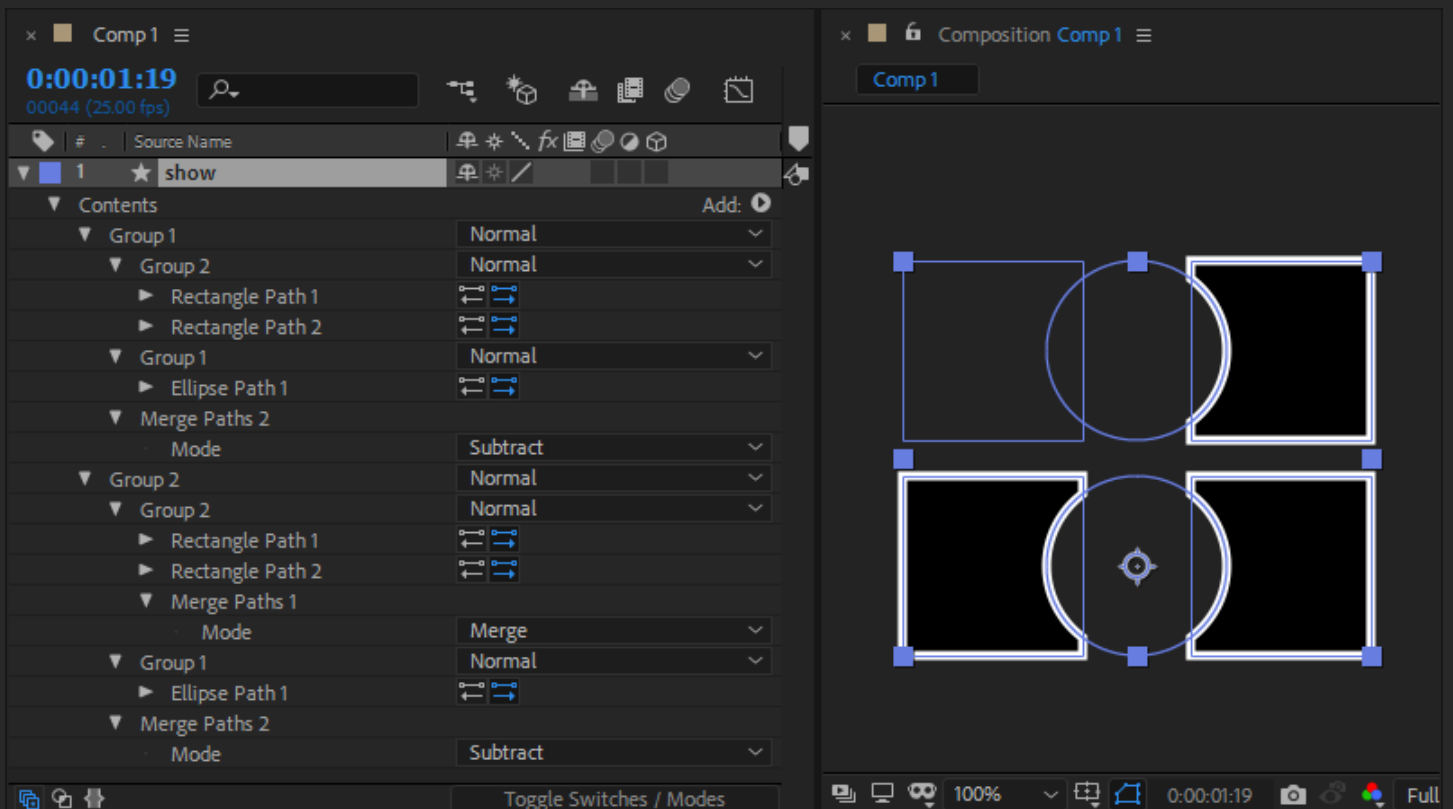 × Comp 1
0:00:01:19
00044 (25.00 fps)
# . Source Name fx
1 show
Contents Add:
Group 1 Normal
Group 2 Normal
Rectangle Path 1
Rectangle Path 2
Group 1 Normal
Ellipse Path 1
Merge Paths 2
Mode Subtract
Group 2 Normal
Group 2 Normal
Rectangle Path 1
Rectangle Path 2
Merge Paths 1
Mode Merge
Group 1 Normal
Ellipse Path 1
Merge Paths 2
Mode Subtract
Toggle Switches / Modes
× Composition Comp 1
Comp 1
100% 0:00:01:19 Full